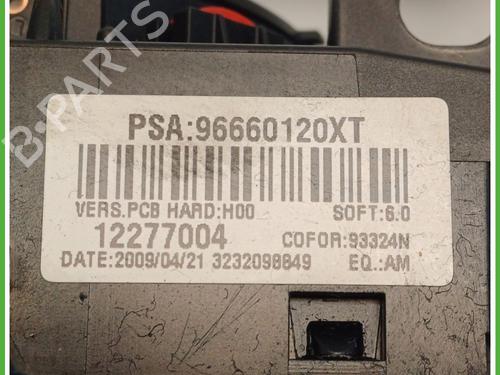 PSA:96660120XT
VERS.PCB HARD:H00 SOFT:6.0
12277004 COFOR:93324N
DATE:2009/04/21 3232098849 EQ.:AM
B-PARTS